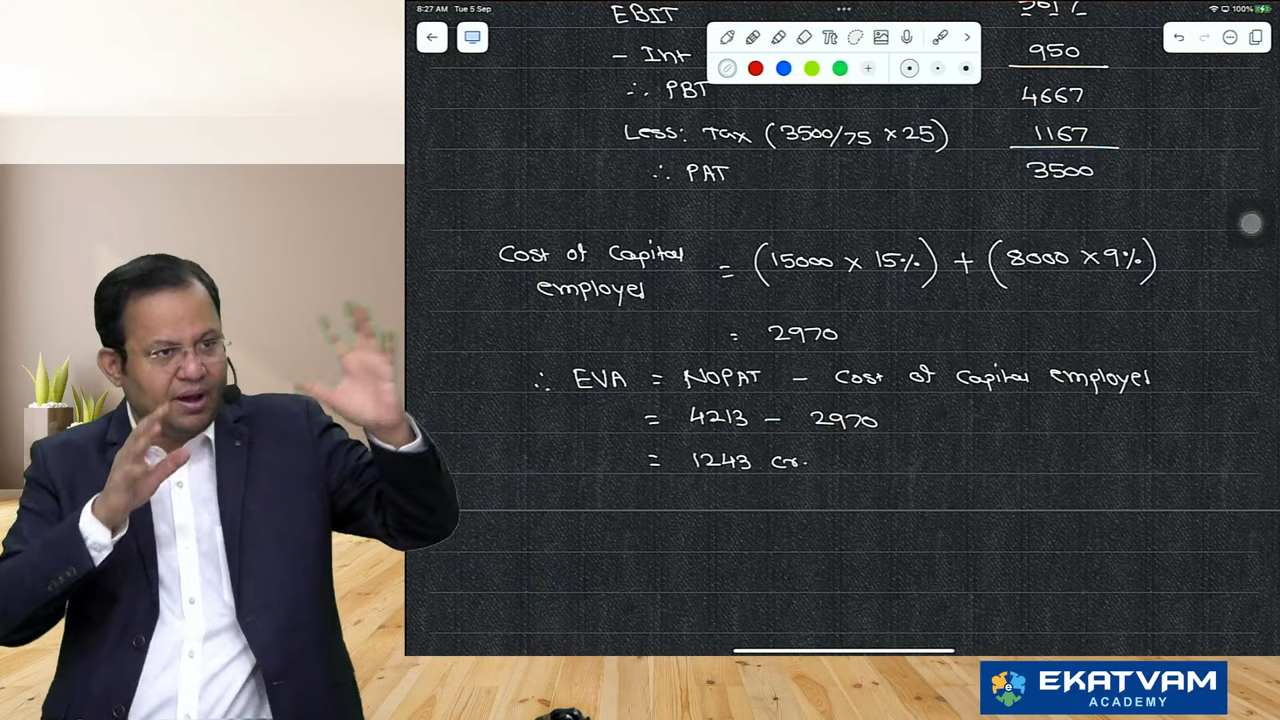 8:27 AM Tue 5 Sep
100%
EBIT
- Int 950
∴ PBT 4667
Less: Tax (3500/75 × 25) 1167
∴ PAT 3500
Cost of Capital employed = (15000 × 15%) + (8000 × 9%)
= 2970
∴ EVA = NOPAT - Cost of Capital employed
= 4213 - 2970
= 1243 cr.
EKATVAM
ACADEMY